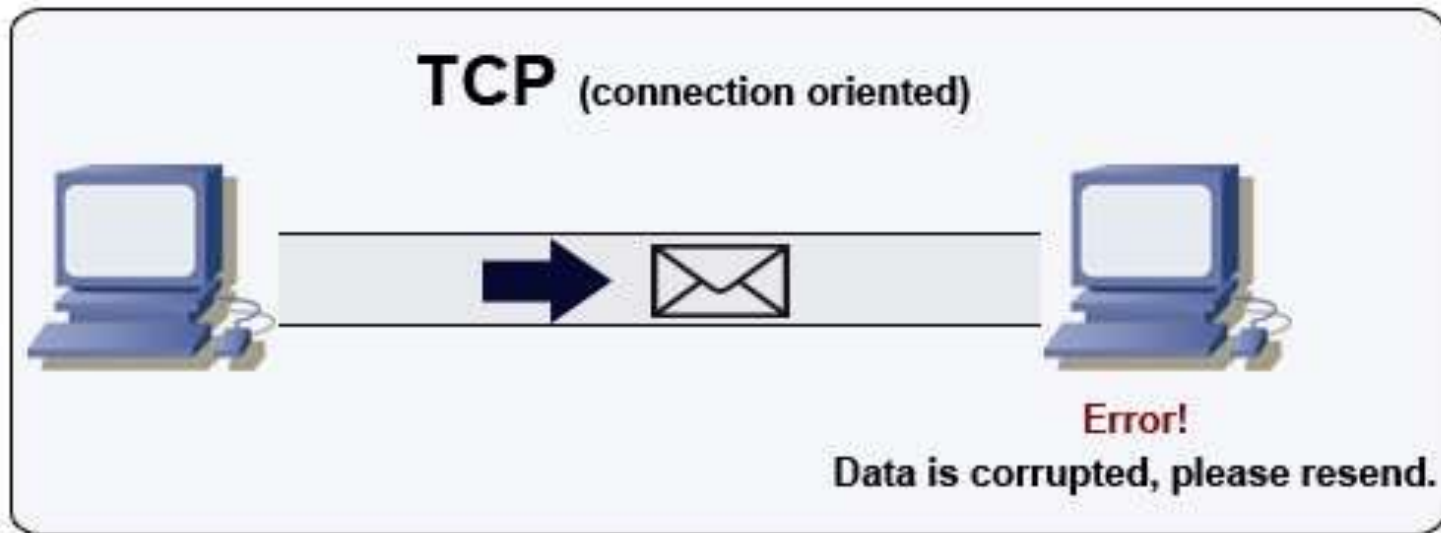 TCP (connection oriented)
Error!
Data is corrupted, please resend.